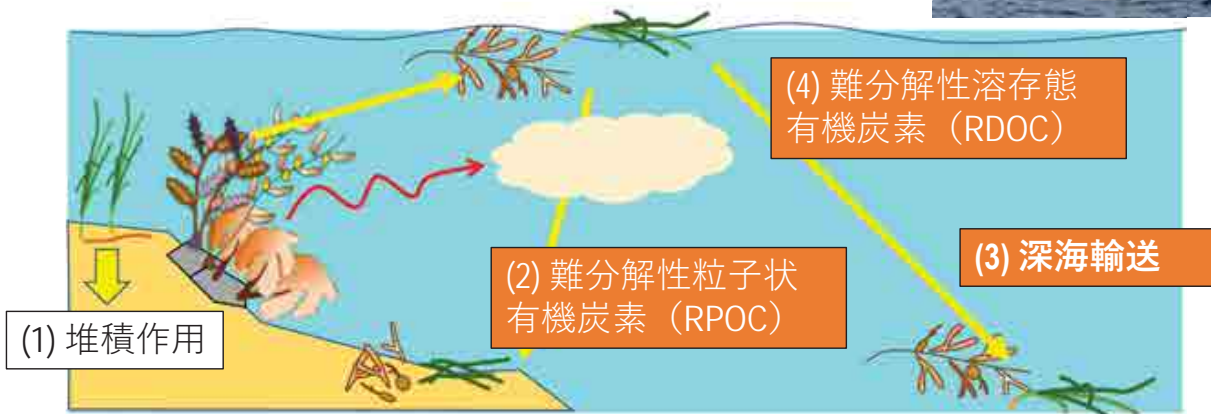 (4) 難分解性溶存態
有機炭素（RDOC）
(3) 深海輸送
(2) 難分解性粒子状
有機炭素（RPOC）
(1) 堆積作用